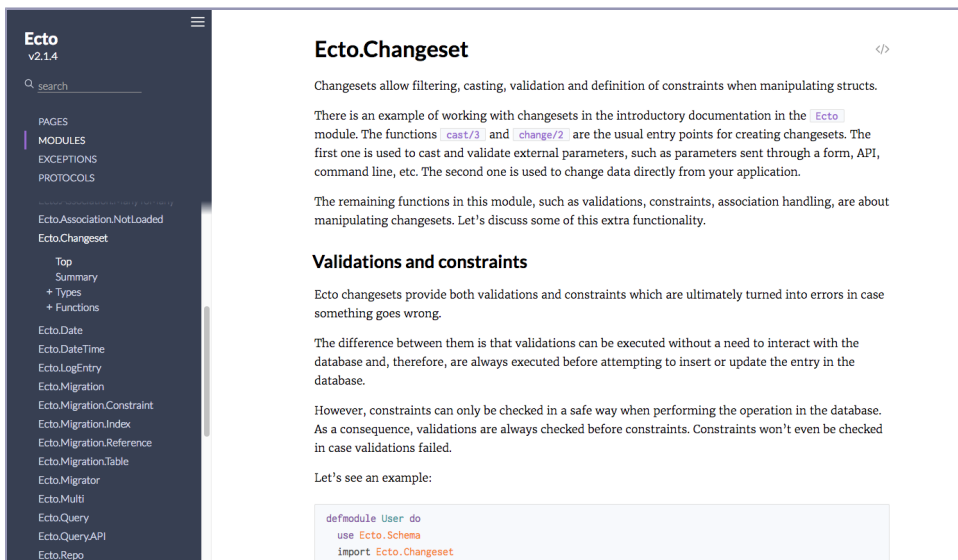 Ecto
v2.1.4
search
PAGES
MODULES
EXCEPTIONS
PROTOCOLS
Ecto.Association.NotLoaded
Ecto.Changeset
Top
Summary
+ Types
+ Functions
Ecto.Date
Ecto.DateTime
Ecto.LogEntry
Ecto.Migration
Ecto.Migration.Constraint
Ecto.Migration.Index
Ecto.Migration.Reference
Ecto.Migration.Table
Ecto.Migrator
Ecto.Multi
Ecto.Query
Ecto.Query.API
Ecto.Repo
Ecto.Changeset
</>
Changesets allow filtering, casting, validation and definition of constraints when manipulating structs.
There is an example of working with changesets in the introductory documentation in the Ecto
module. The functions cast/3 and change/2 are the usual entry points for creating changesets. The
first one is used to cast and validate external parameters, such as parameters sent through a form, API,
command line, etc. The second one is used to change data directly from your application.
The remaining functions in this module, such as validations, constraints, association handling, are about
manipulating changesets. Let’s discuss some of this extra functionality.
Validations and constraints
Ecto changesets provide both validations and constraints which are ultimately turned into errors in case
something goes wrong.
The difference between them is that validations can be executed without a need to interact with the
database and, therefore, are always executed before attempting to insert or update the entry in the
database.
However, constraints can only be checked in a safe way when performing the operation in the database.
As a consequence, validations are always checked before constraints. Constraints won’t even be checked
in case validations failed.
Let’s see an example:
defmodule User do
use Ecto.Schema
import Ecto.Changeset